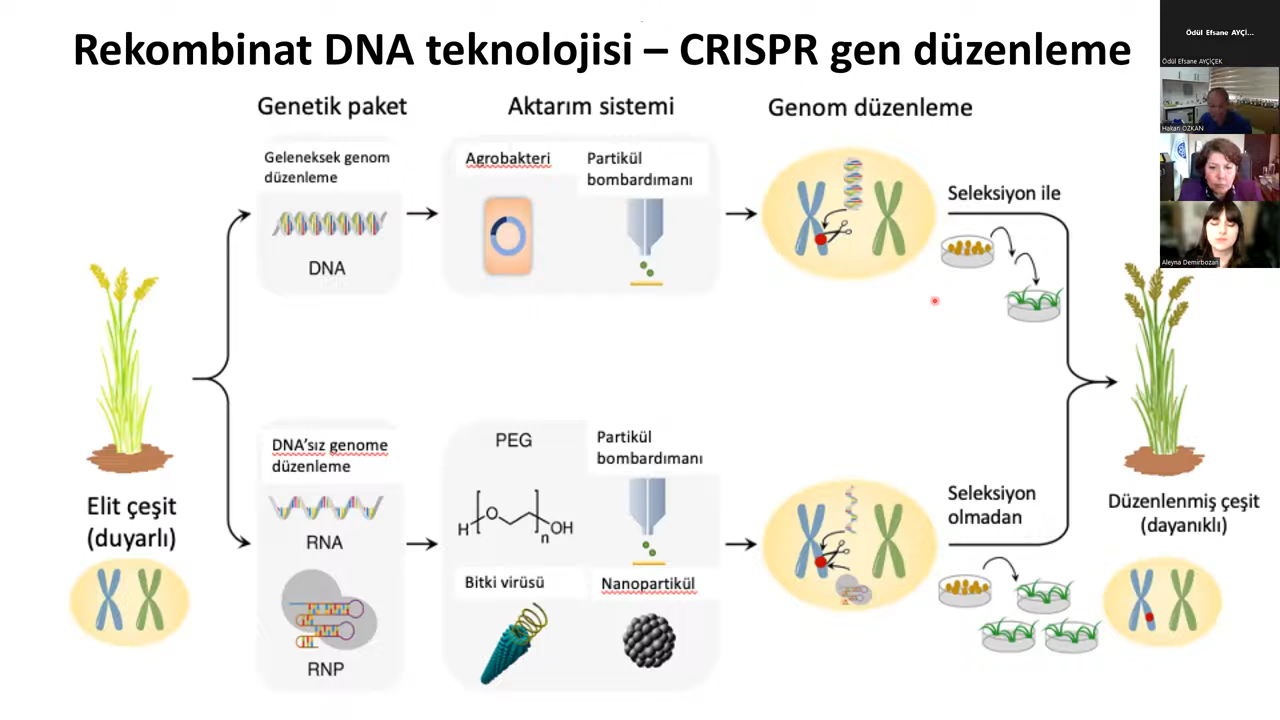 Rekombinat DNA teknolojisi – CRISPR gen düzenleme
Genetik paket
Aktarım sistemi
Genom düzenleme
Geleneksek genom
düzenleme
DNA
Agrobakteri
Partikül
bombardımanı
Seleksiyon ile
Elit çeşit
(duyarlı)
DNA'sız genome
düzenleme
RNA
RNP
PEG
H
O
OH
n
Partikül
bombardımanı
Bitki virüsü
Nanopartikül
Seleksiyon
olmadan
Düzenlenmiş çeşit
(dayanıklı)
Ödül Efsane AYÇİ...
Ödül Efsane AYÇİÇEK
Hakan ÖZKAN
Aleyna Demirbozan